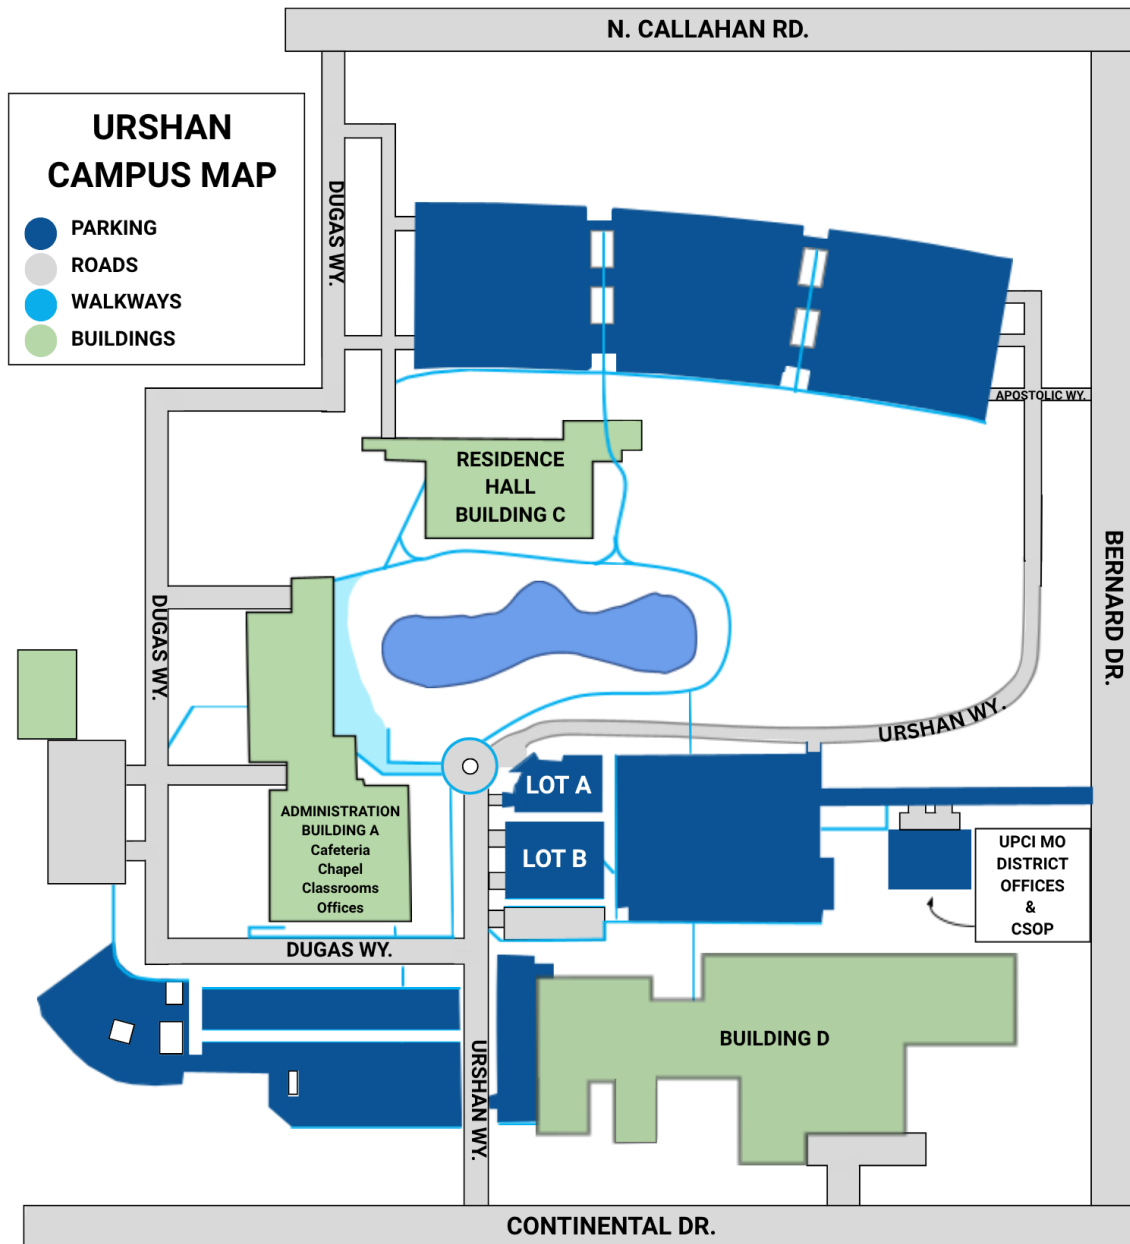 N. CALLAHAN RD.
URSHAN
CAMPUS MAP
PARKING
ROADS
WALKWAYS
BUILDINGS
DUGAS WY.
APOSTOLIC WY.
RESIDENCE
HALL
BUILDING C
BERNARD DR.
DUGAS WY.
URSHAN WY.
LOT A
ADMINISTRATION
BUILDING A
Cafeteria
Chapel
Classrooms
Offices
LOT B
UPCI MO
DISTRICT
OFFICES
&
CSOP
DUGAS WY.
BUILDING D
URSHAN WY.
CONTINENTAL DR.